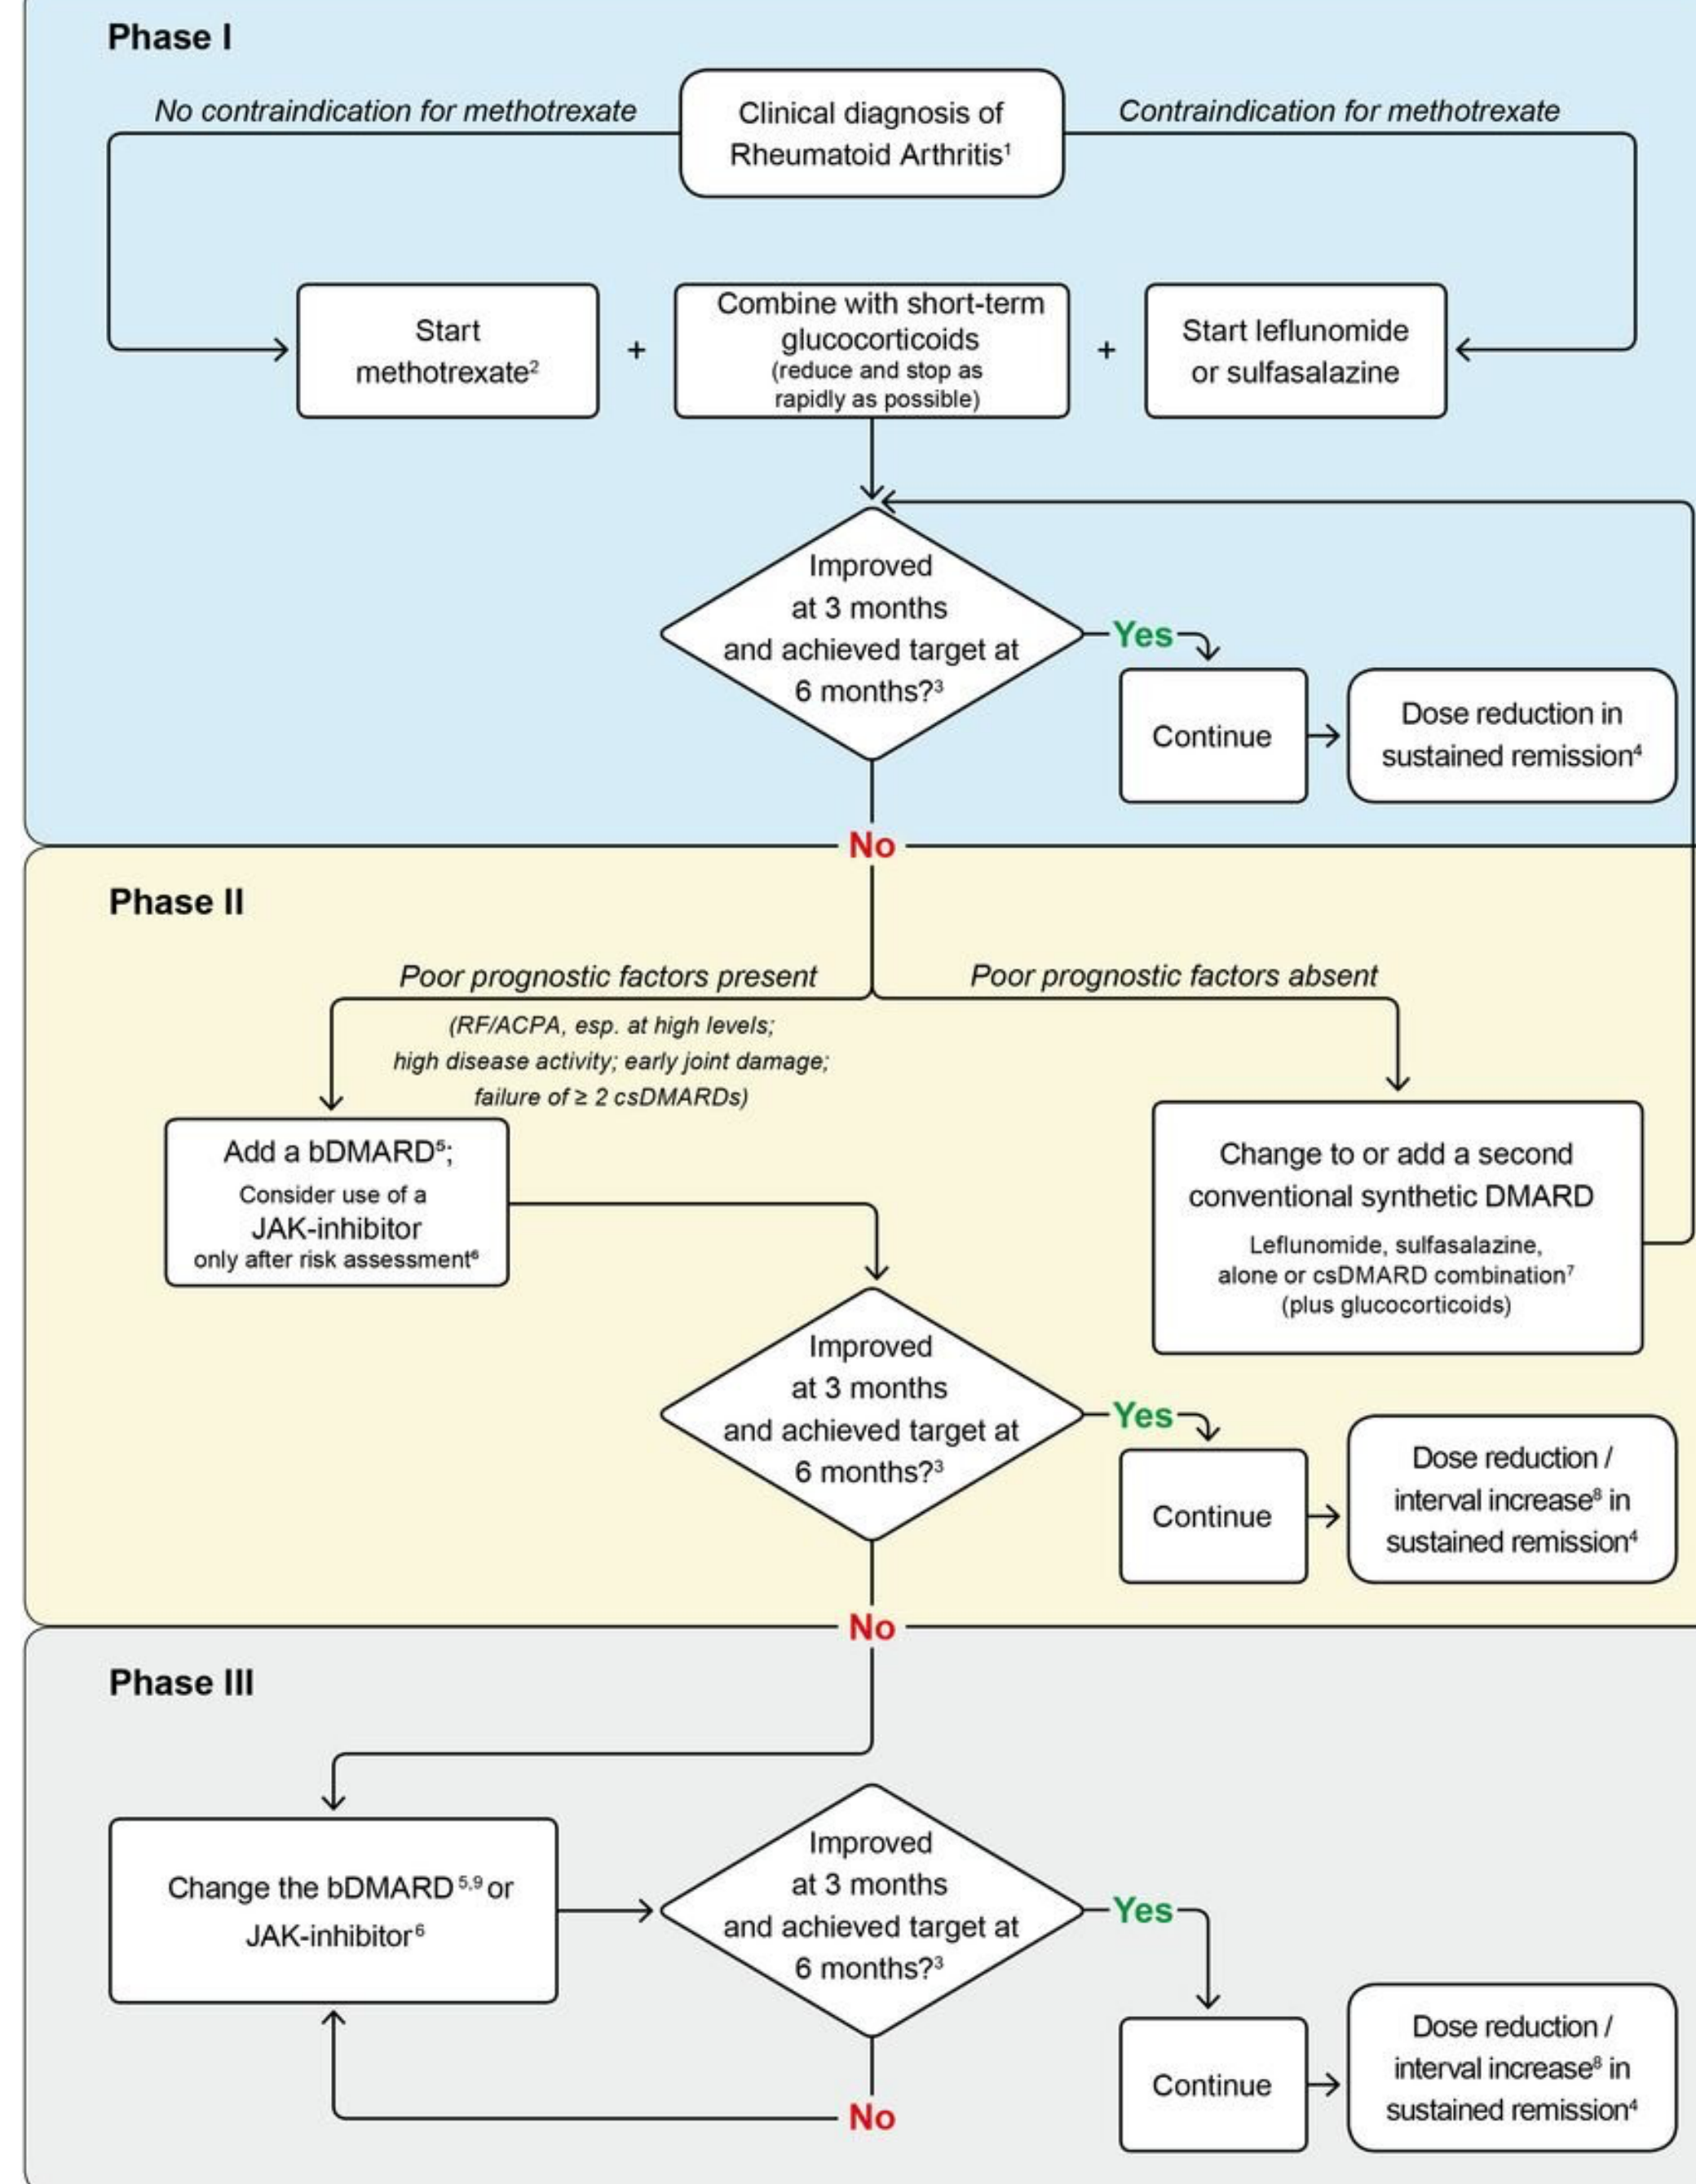 Phase I
No contraindication for methotrexate
Clinical diagnosis of
Rheumatoid Arthritis¹
Contraindication for methotrexate
Start
methotrexate²
+
Combine with short-term
glucocorticoids
(reduce and stop as
rapidly as possible)
+
Start leflunomide
or sulfasalazine
Improved
at 3 months
and achieved target at
6 months?³
Yes
Continue
Dose reduction in
sustained remission⁴
No
Phase II
Poor prognostic factors present
(RF/ACPA, esp. at high levels;
high disease activity; early joint damage;
failure of ≥ 2 csDMARDs)
Poor prognostic factors absent
Add a bDMARD⁵;
Consider use of a
JAK-inhibitor
only after risk assessment⁶
Change to or add a second
conventional synthetic DMARD
Leflunomide, sulfasalazine,
alone or csDMARD combination⁷
(plus glucocorticoids)
Improved
at 3 months
and achieved target at
6 months?³
Yes
Continue
Dose reduction /
interval increase⁸ in
sustained remission⁴
No
Phase III
Change the bDMARD⁵,⁹ or
JAK-inhibitor⁶
Improved
at 3 months
and achieved target at
6 months?³
Yes
Continue
Dose reduction /
interval increase⁸ in
sustained remission⁴
No